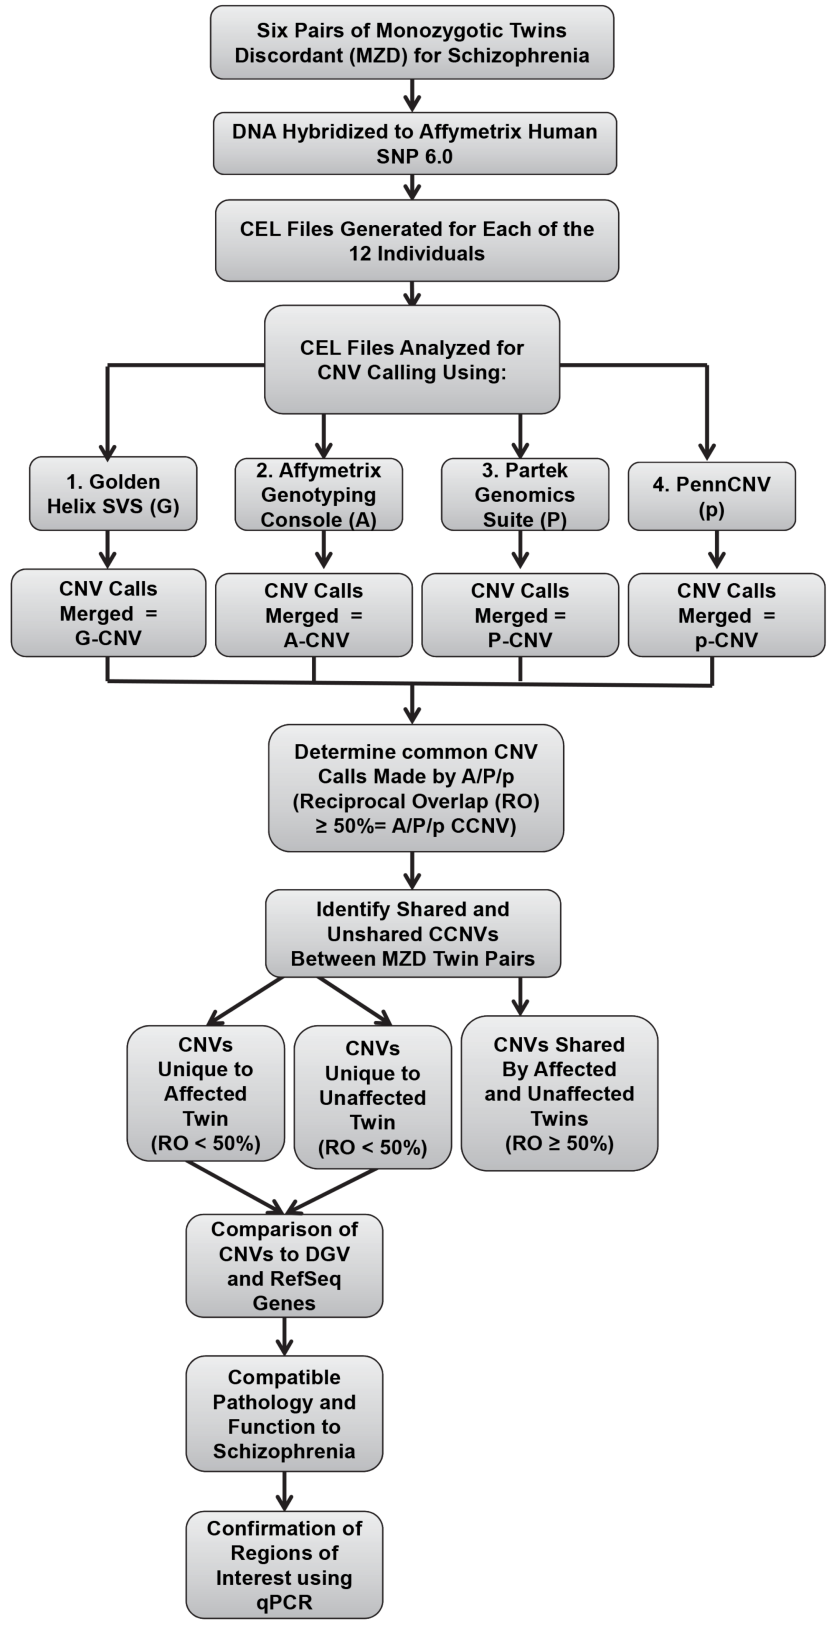 Six Pairs of Monozygotic Twins
Discordant (MZD) for Schizophrenia
DNA Hybridized to Affymetrix Human
SNP 6.0
CEL Files Generated for Each of the
12 Individuals
CEL Files Analyzed for
CNV Calling Using:
1. Golden
Helix SVS (G)
2. Affymetrix
Genotyping
Console (A)
3. Partek
Genomics
Suite (P)
4. PennCNV
(p)
CNV Calls
Merged =
G-CNV
CNV Calls
Merged =
A-CNV
CNV Calls
Merged =
P-CNV
CNV Calls
Merged =
p-CNV
Determine common CNV
Calls Made by A/P/p
(Reciprocal Overlap (RO)
≥ 50%= A/P/p CCNV)
Identify Shared and
Unshared CCNVs
Between MZD Twin Pairs
CNVs
Unique to
Affected
Twin
(RO < 50%)
CNVs
Unique to
Unaffected
Twin
(RO < 50%)
CNVs Shared
By Affected
and Unaffected
Twins
(RO ≥ 50%)
Comparison of
CNVs to DGV
and RefSeq
Genes
Compatible
Pathology and
Function to
Schizophrenia
Confirmation of
Regions of
Interest using
qPCR